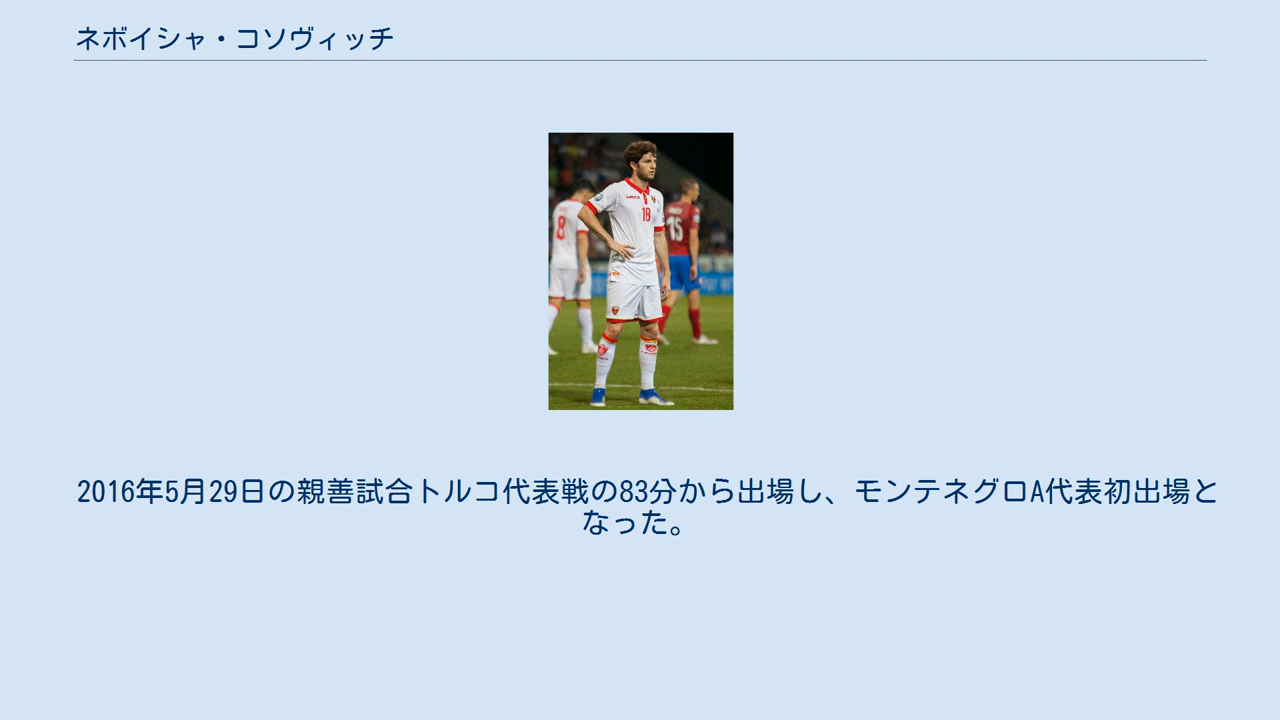 ネボイシャ・コソヴィッチ
8
18
15
2016年5月29日の親善試合トルコ代表戦の83分から出場し、モンテネグロA代表初出場と
なった。